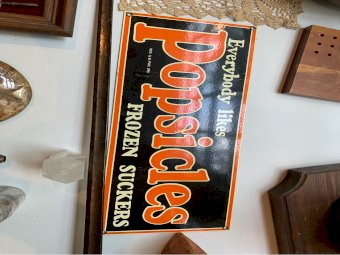 Everybody likes
Popsicles
FROZEN SUCKERS